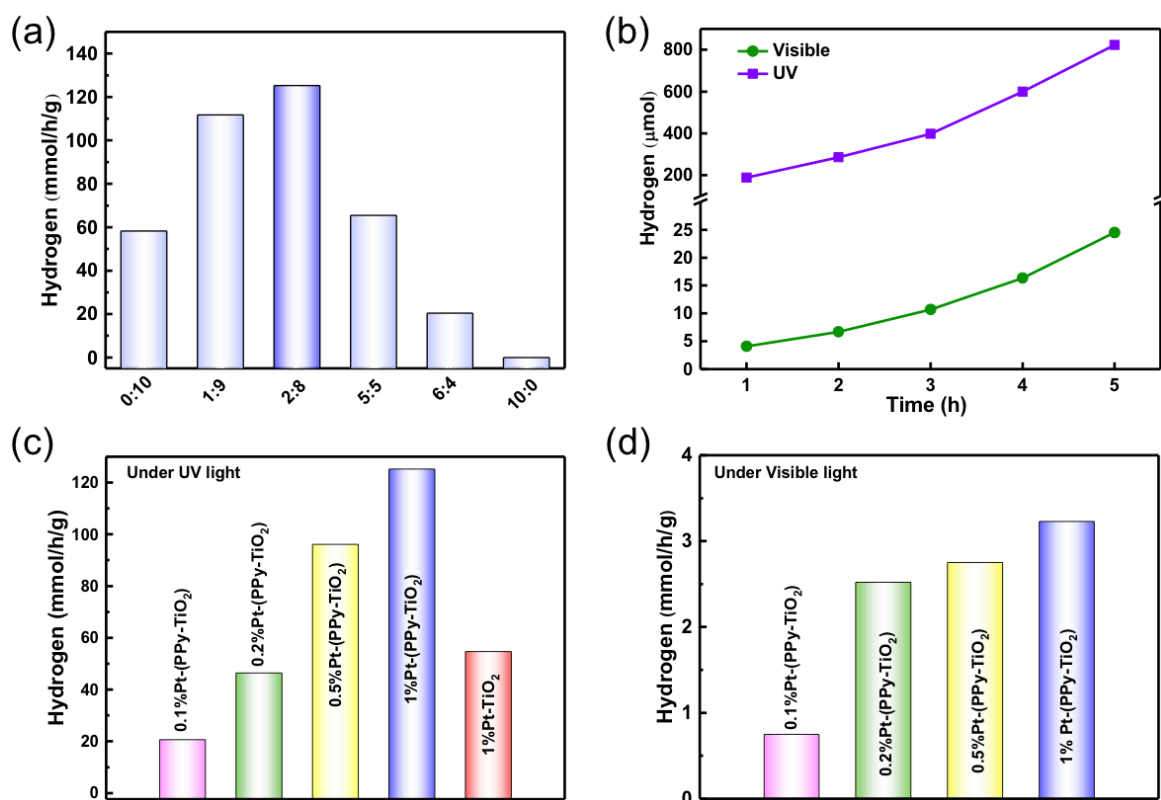 (a)
Hydrogen (mmol/h/g)
140
120
100
80
60
40
20
0
0:10
1:9
2:8
5:5
6:4
10:0
(b)
Visible
UV
Hydrogen (μmol)
800
600
400
200
25
20
15
10
5
0
1
2
3
4
5
Time (h)
(c)
Under UV light
Hydrogen (mmol/h/g)
120
100
80
60
40
20
0
0.1%Pt-(PPy-TiO₂)
0.2%Pt-(PPy-TiO₂)
0.5%Pt-(PPy-TiO₂)
1%Pt-(PPy-TiO₂)
1%Pt-TiO₂
(d)
Under Visible light
Hydrogen (mmol/h/g)
4
3
2
1
0
0.1%Pt-(PPy-TiO₂)
0.2%Pt-(PPy-TiO₂)
0.5%Pt-(PPy-TiO₂)
1% Pt-(PPy-TiO₂)